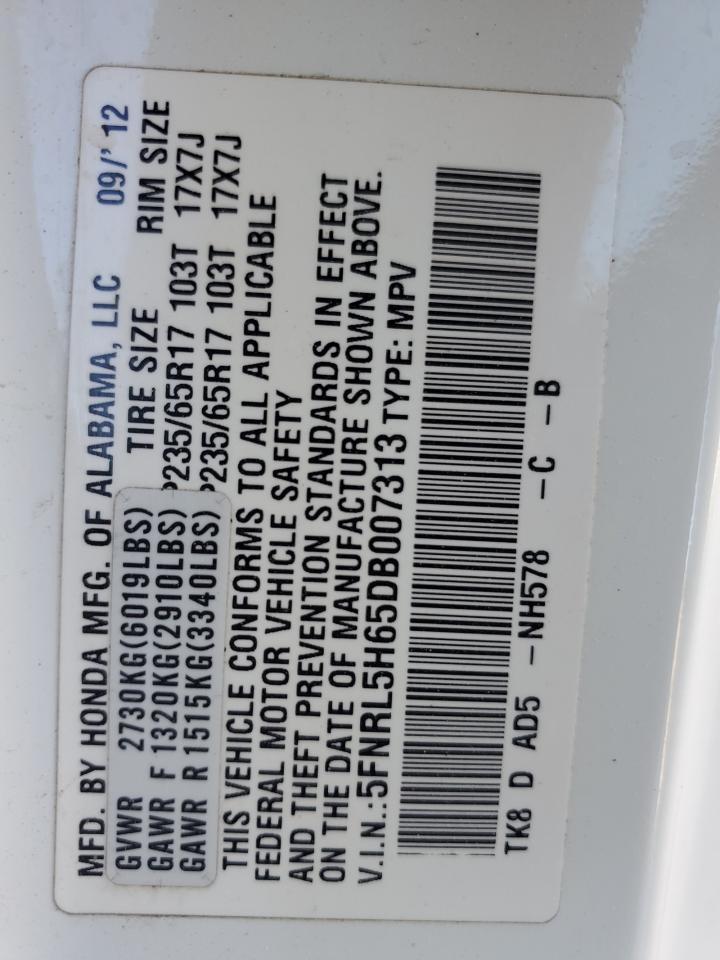 MFD. BY HONDA MFG. OF ALABAMA, LLC 09/'12
GVWR 2730KG(6019LBS) TIRE SIZE RIM SIZE
GAWR F 1320KG(2910LBS) P235/65R17 103T 17X7J
GAWR R 1515KG(3340LBS) P235/65R17 103T 17X7J
THIS VEHICLE CONFORMS TO ALL APPLICABLE
FEDERAL MOTOR VEHICLE SAFETY
AND THEFT PREVENTION STANDARDS IN EFFECT
ON THE DATE OF MANUFACTURE SHOWN ABOVE.
V.I.N.:5FNRL5H65DB007313 TYPE: MPV
TK8 D AD5 -NH578 -C -B